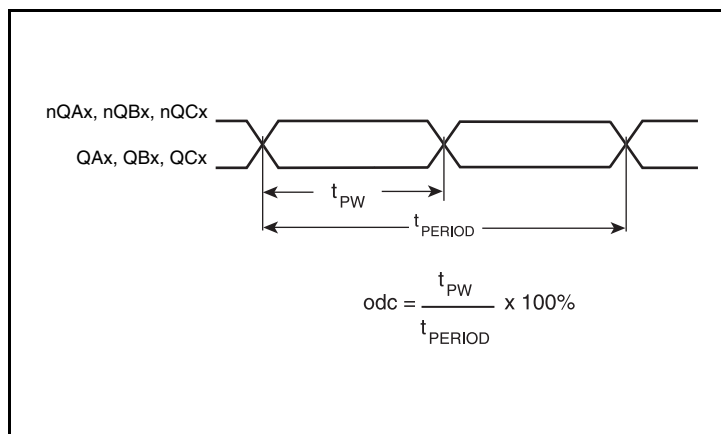 nQAx, nQBx, nQCx
QAx, QBx, QCx
tPW
tPERIOD
odc = tPW / tPERIOD x 100%